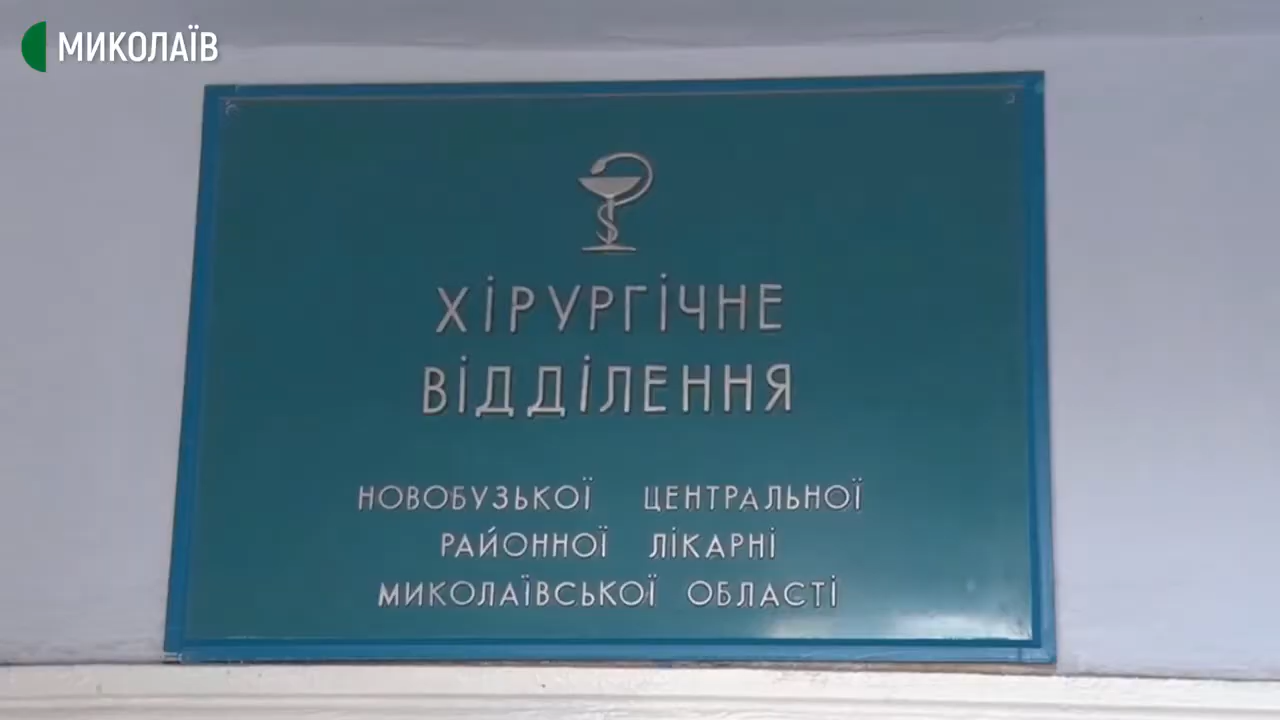 МИКОЛАЇВ
ХІРУРГІЧНЕ
ВІДДІЛЕННЯ
НОВОБУЗЬКОЇ ЦЕНТРАЛЬНОЇ
РАЙОННОЇ ЛІКАРНІ
МИКОЛАЇВСЬКОЇ ОБЛАСТІ